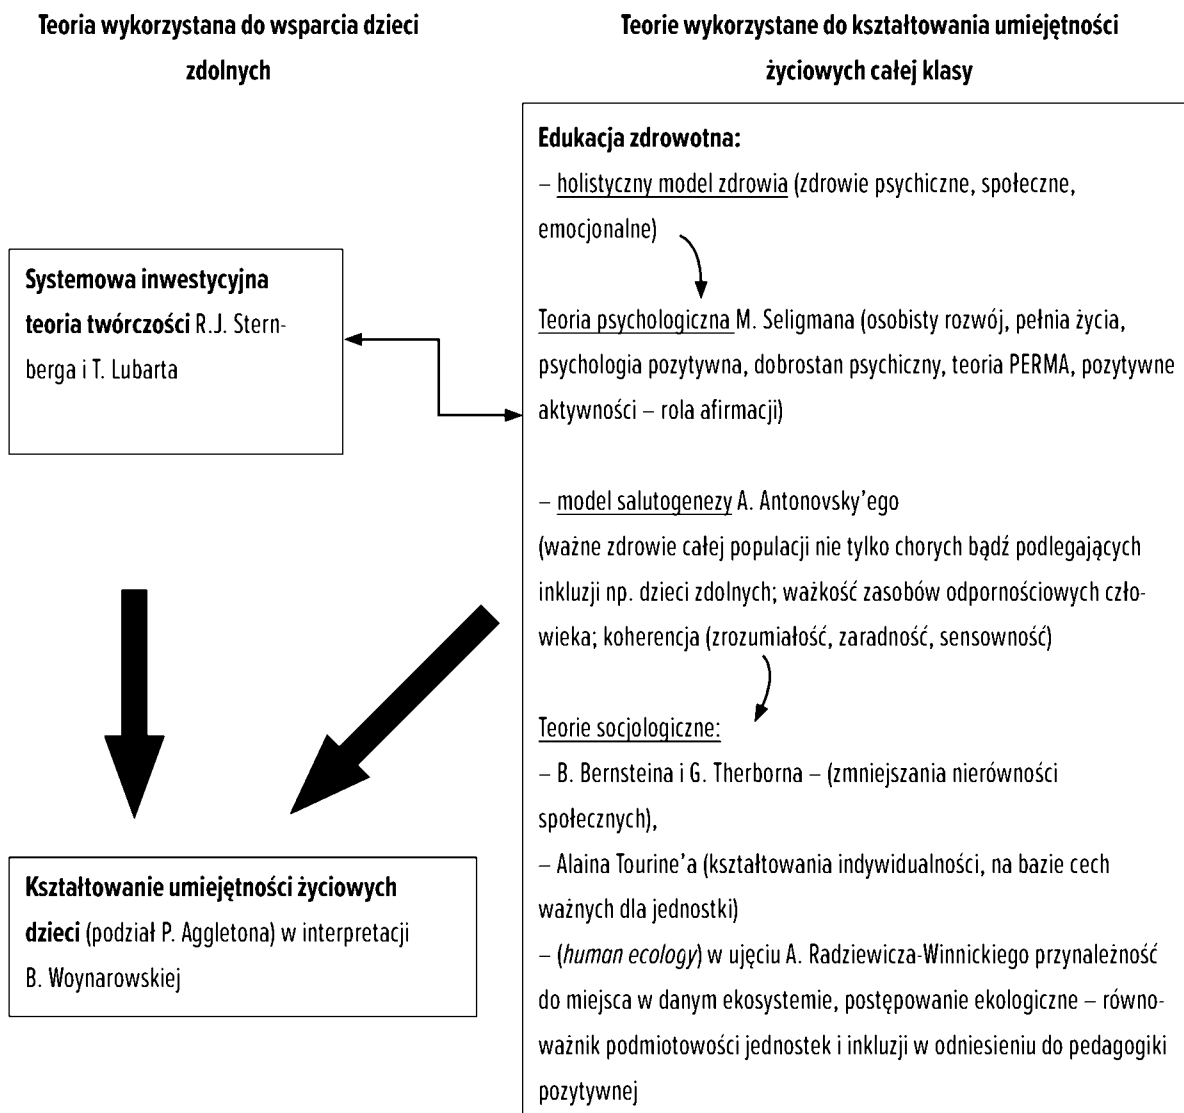 Teoria wykorzystana do wsparcia dzieci
zdolnych
Teorie wykorzystane do kształtowania umiejętności
życiowych całej klasy
Systemowa inwestycyjna
teoria twórczości R.J. Stern-
berga i T. Lubarta
Edukacja zdrowotna:
– holistyczny model zdrowia (zdrowie psychiczne, społeczne,
emocjonalne)
Teoria psychologiczna M. Seligmana (osobisty rozwój, pełnia życia,
psychologia pozytywna, dobrostan psychiczny, teoria PERMA, pozytywne
aktywności – rola afirmacji)
– model salutogenezy A. Antonovsky’ego
(ważne zdrowie całej populacji nie tylko chorych bądź podlegających
inkluzji np. dzieci zdolnych; ważkość zasobów odpornościowych czło-
wieka; koherencja (zrozumiałość, zaradność, sensowność)
Teorie socjologiczne:
– B. Bernsteina i G. Therborna – (zmniejszania nierówności
społecznych),
– Alaina Tourine’a (kształtowania indywidualności, na bazie cech
ważnych dla jednostki)
– (human ecology) w ujęciu A. Radziewicza-Winnickiego przynależność
do miejsca w danym ekosystemie, postępowanie ekologiczne – równo-
ważnik podmiotowości jednostek i inkluzji w odniesieniu do pedagogiki
pozytywnej
Kształtowanie umiejętności życiowych
dzieci (podział P. Aggletona) w interpretacji
B. Woynarowskiej